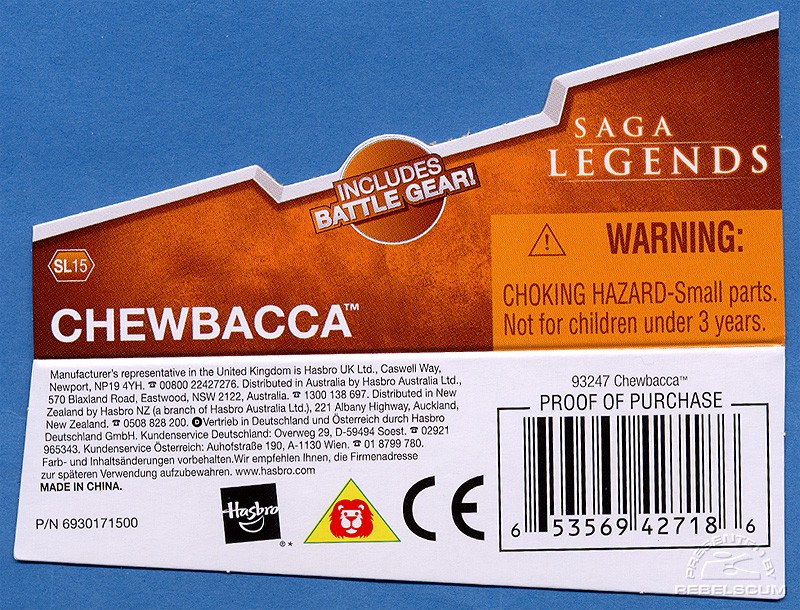 SAGA
LEGENDS
INCLUDES
BATTLE GEAR!
SL15
CHEWBACCA™
⚠ WARNING:
CHOKING HAZARD-Small parts.
Not for children under 3 years.
Manufacturer's representative in the United Kingdom is Hasbro UK Ltd., Caswell Way,
Newport, NP19 4YH. ☎ 00800 22427276. Distributed in Australia by Hasbro Australia Ltd.,
570 Blaxland Road, Eastwood, NSW 2122, Australia. ☎ 1300 138 697. Distributed in New
Zealand by Hasbro NZ (a branch of Hasbro Australia Ltd.), 221 Albany Highway, Auckland,
New Zealand. ☎ 0508 828 200. D Vertrieb in Deutschland und Österreich durch Hasbro
Deutschland GmbH. Kundenservice Deutschland: Overweg 29, D-59494 Soest. ☎ 02921
965343. Kundenservice Österreich: Auhofstraße 190, A-1130 Wien. ☎ 01 8799 780.
Farb- und Inhaltsänderungen vorbehalten.Wir empfehlen Ihnen, die Firmenadresse
zur späteren Verwendung aufzubewahren. www.hasbro.com
MADE IN CHINA.
P/N 6930171500
Hasbro
®*
CE
93247 Chewbacca™
PROOF OF PURCHASE
6 53569 42718 6
PRESENTED BY
REBELSCUM